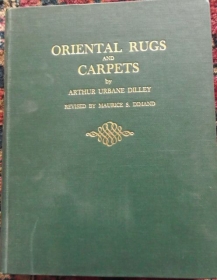 ORIENTAL RUGS
AND
CARPETS
by
ARTHUR URBANE DILLEY
REVISED BY MAURICE S. DIMAND